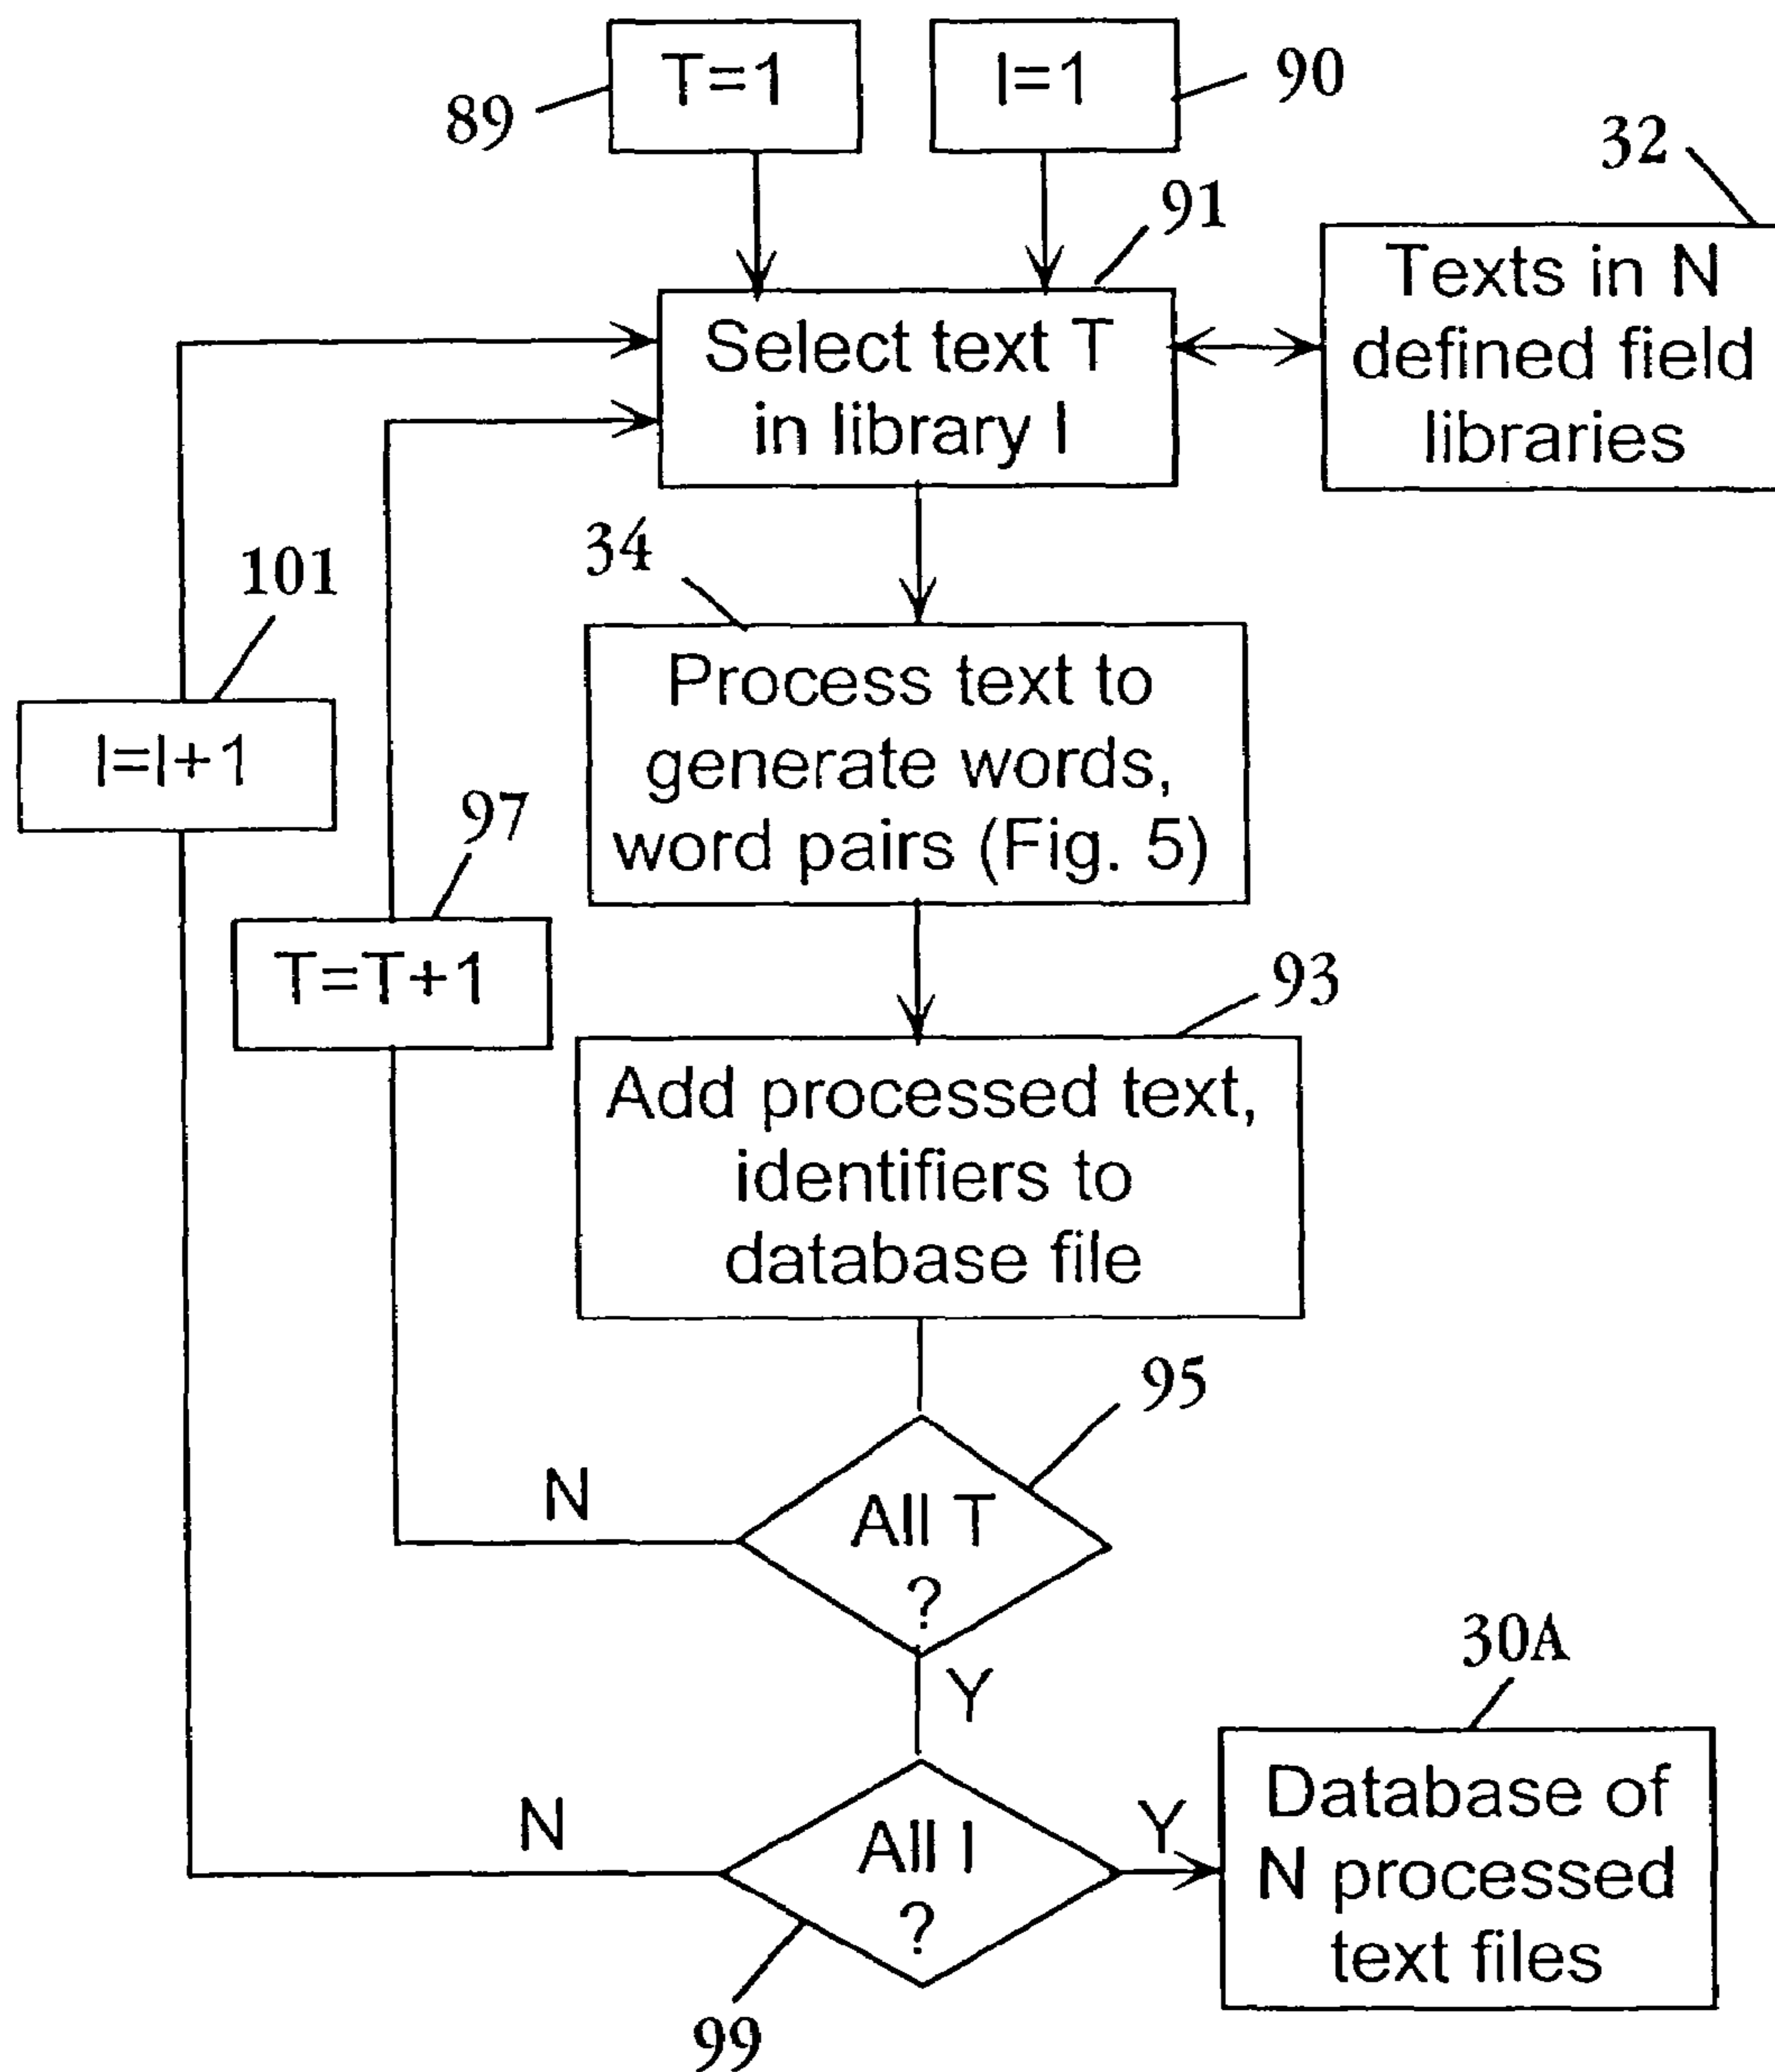 T=1
I=1
90
89
32
91
Texts in N
defined field
libraries
Select text T
in library I
34
101
Process text to
generate words,
word pairs (Fig. 5)
I=I+1
97
T=T+1
93
Add processed text,
identifiers to
database file
95
N
All T
?
Y
30A
N
All I
?
Y
Database of
N processed
text files
99